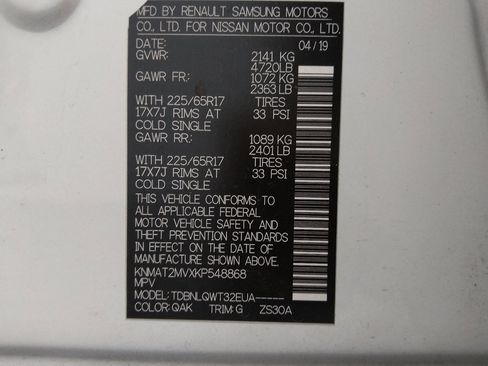 MFD BY RENAULT SAMSUNG MOTORS
CO., LTD. FOR NISSAN MOTOR CO., LTD.
DATE: 04/19
GVWR: 2141 KG
4720LB
GAWR FR: 1072 KG
2363 LB
WITH 225/65R17 TIRES
17X7J RIMS AT 33 PSI
COLD SINGLE
GAWR RR: 1089 KG
2401 LB
WITH 225/65R17 TIRES
17X7J RIMS AT 33 PSI
COLD SINGLE
THIS VEHICLE CONFORMS TO
ALL APPLICABLE FEDERAL
MOTOR VEHICLE SAFETY AND
THEFT PREVENTION STANDARDS
IN EFFECT ON THE DATE OF
MANUFACTURE SHOWN ABOVE.
KNMAT2MVXKP548868
MPV
MODEL: TDBNLQWT32EUA-----
COLOR: QAK TRIM: G ZS30A